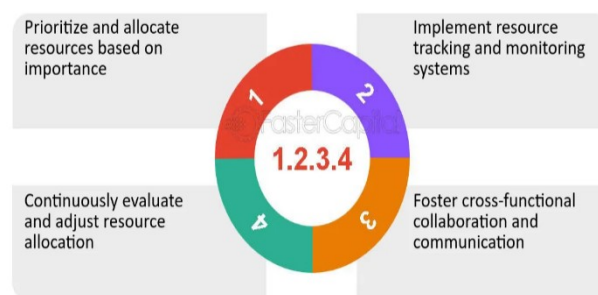 Prioritize and allocate
resources based on
importance
Implement resource
tracking and monitoring
systems
1
2
FasterCapital
1.2.3.4
4
3
Continuously evaluate
and adjust resource
allocation
Foster cross-functional
collaboration and
communication